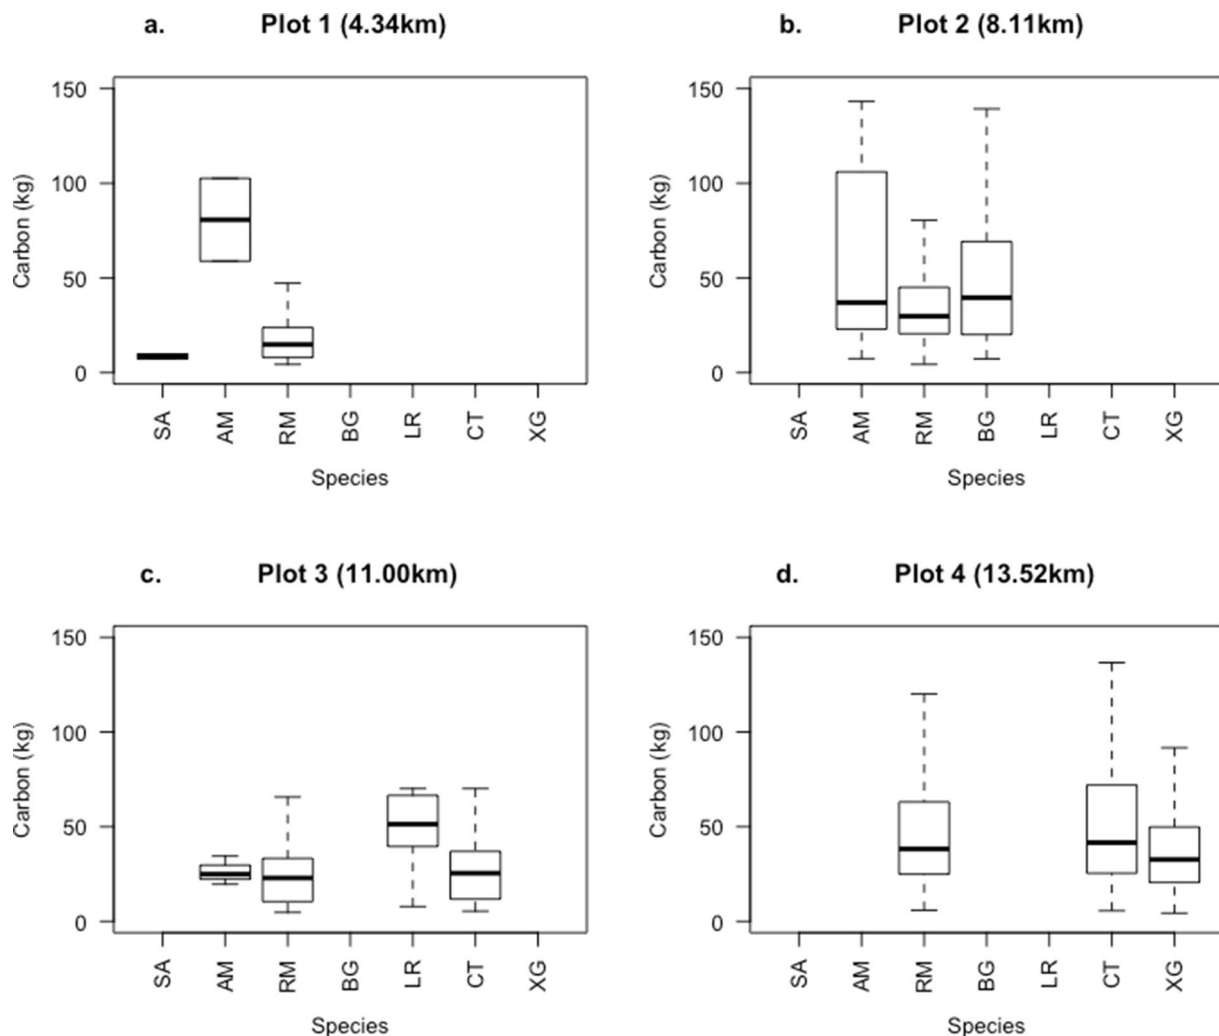 a. Plot 1 (4.34km)
Carbon (kg)
150
100
50
0
SA AM RM BG LR CT XG
Species
b. Plot 2 (8.11km)
Carbon (kg)
150
100
50
0
SA AM RM BG LR CT XG
Species
c. Plot 3 (11.00km)
Carbon (kg)
150
100
50
0
SA AM RM BG LR CT XG
Species
d. Plot 4 (13.52km)
Carbon (kg)
150
100
50
0
SA AM RM BG LR CT XG
Species